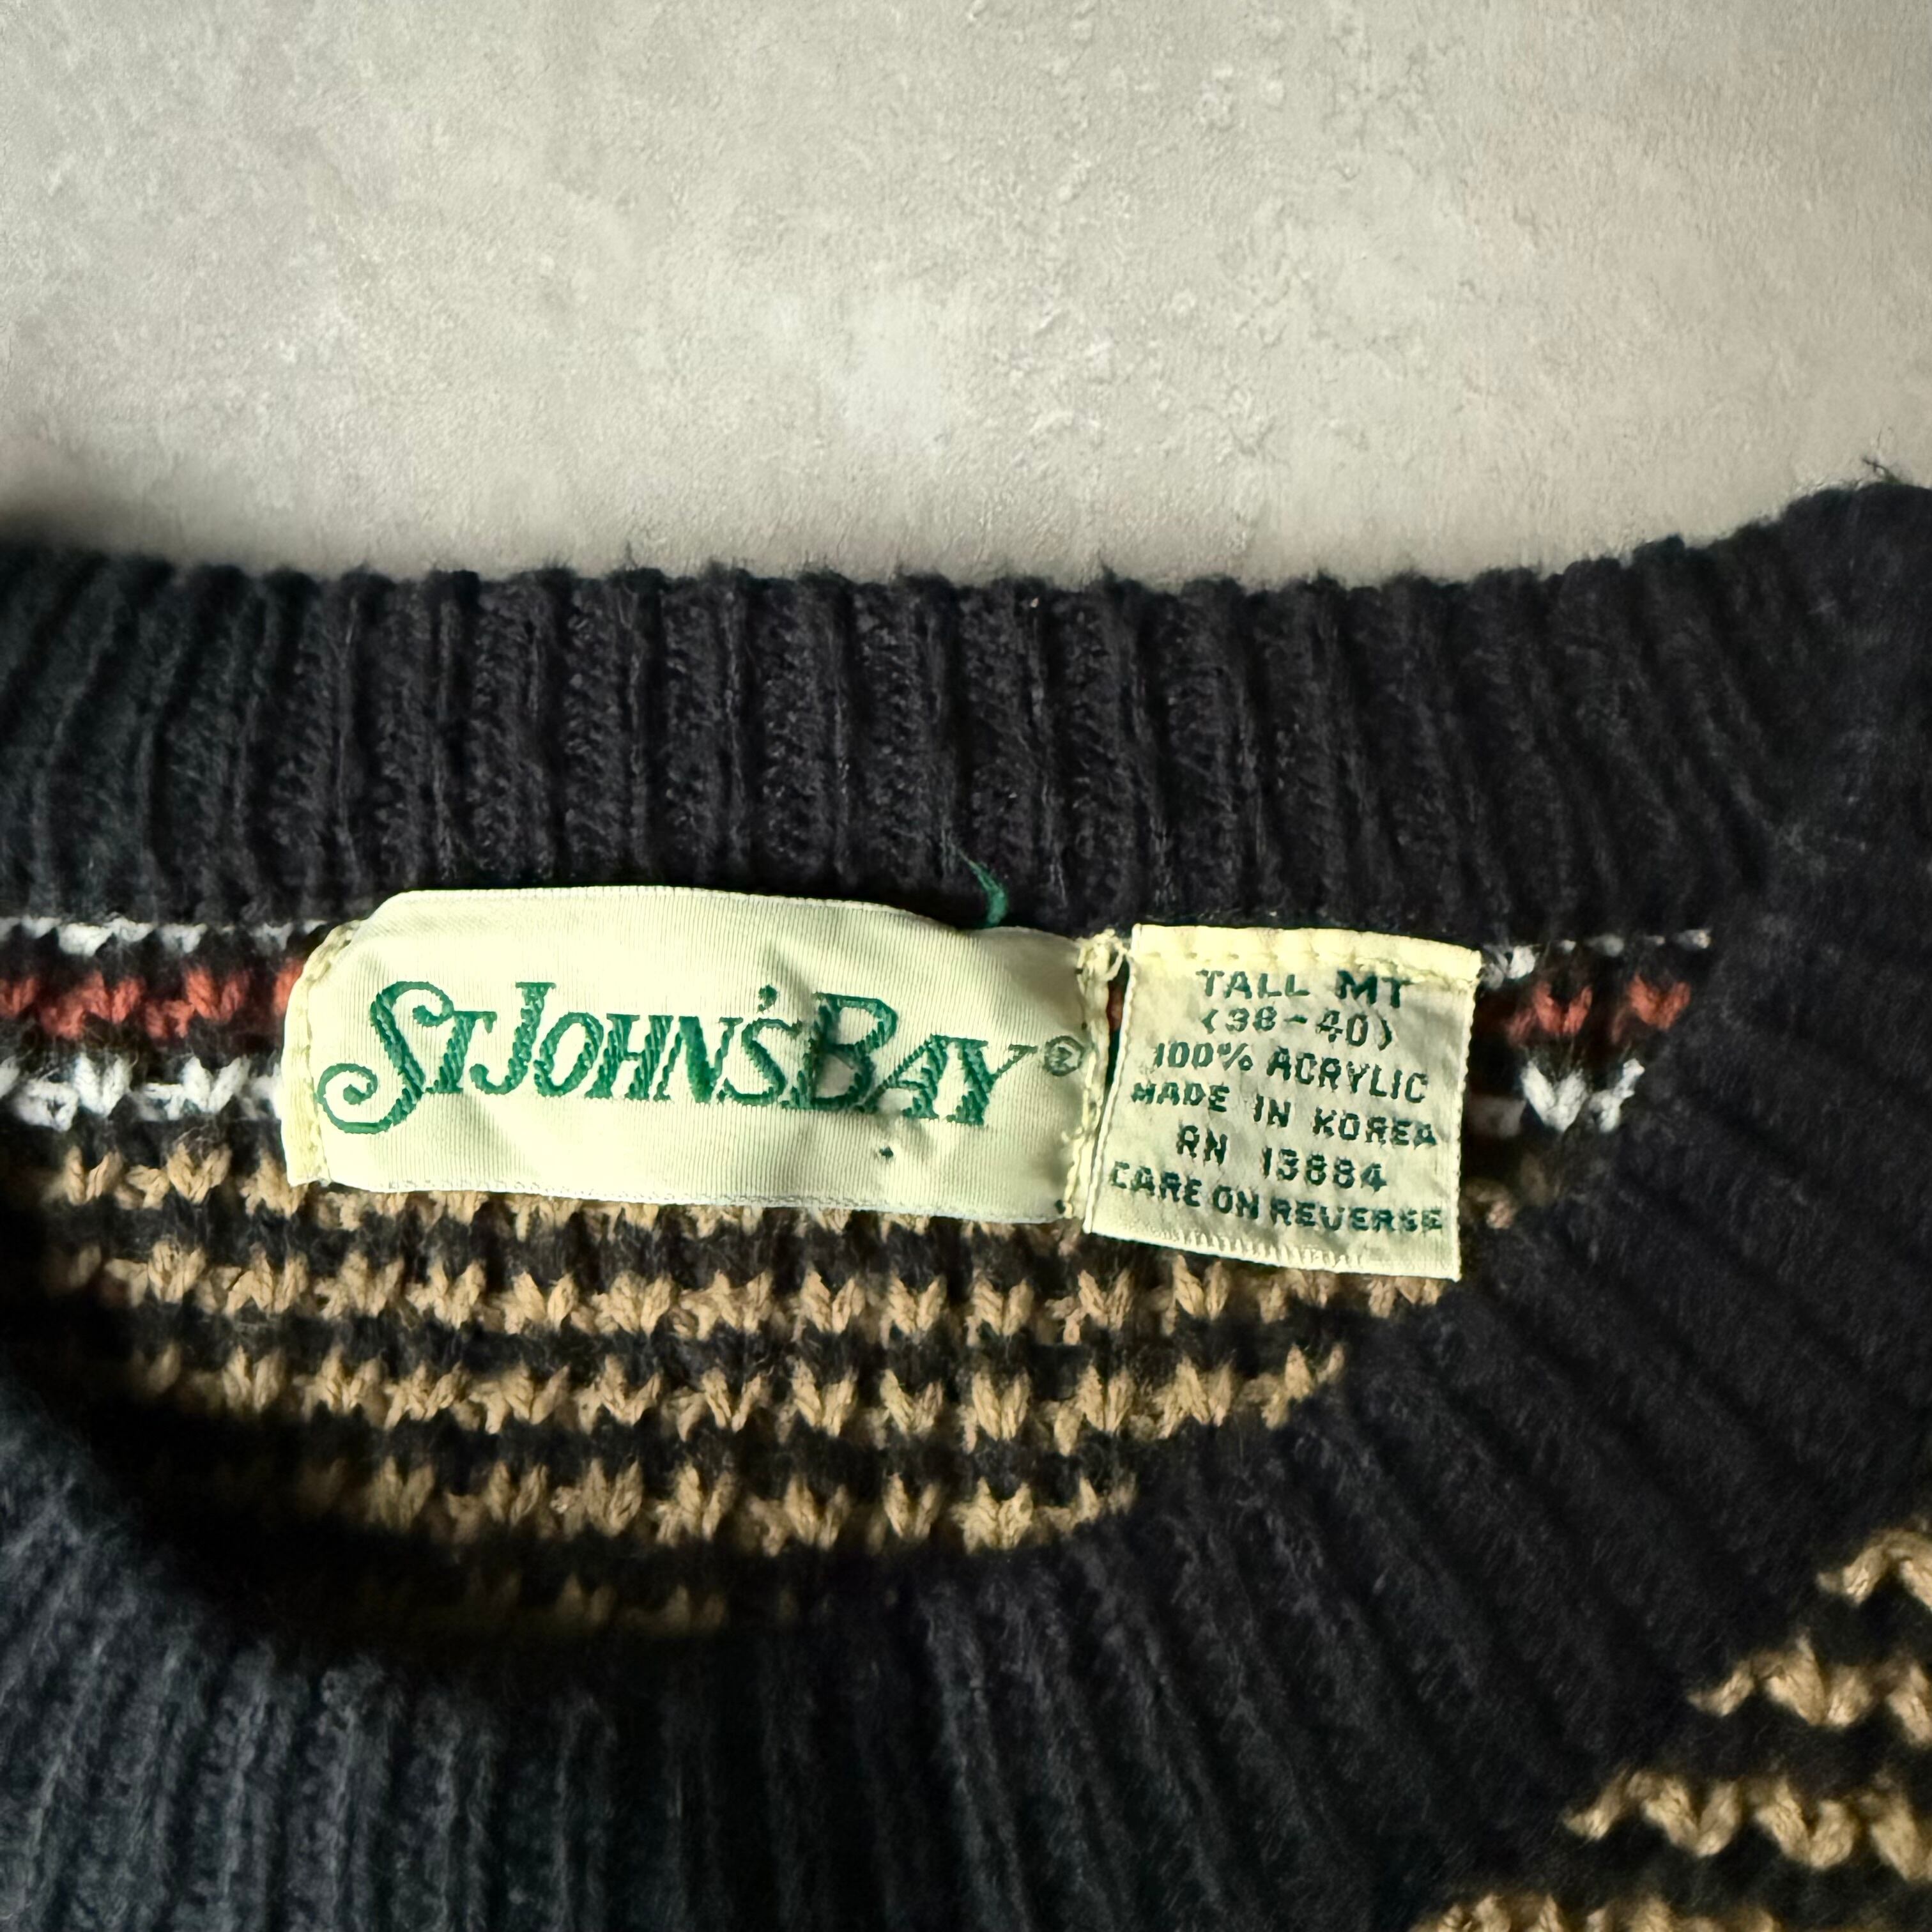 ST JOHN'S BAY®
TALL MT
(38-40)
100% ACRYLIC
MADE IN KOREA
RN 13884
CARE ON REVERSE